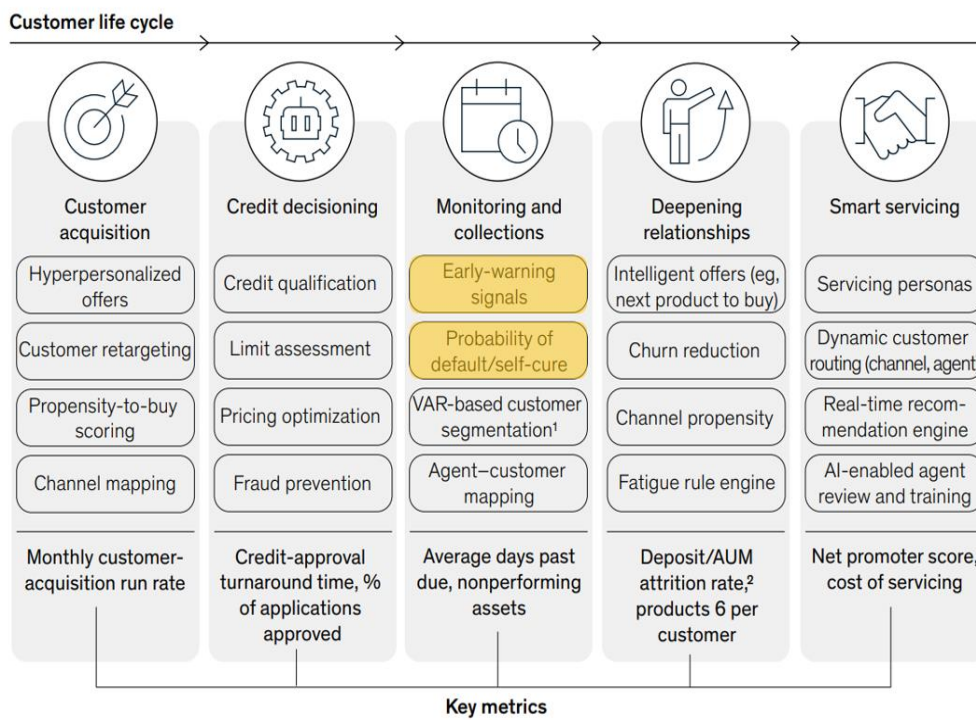 Customer life cycle
Customer
acquisition
Hyperpersonalized
offers
Customer retargeting
Propensity-to-buy
scoring
Channel mapping
Monthly customer-
acquisition run rate
Credit decisioning
Credit qualification
Limit assessment
Pricing optimization
Fraud prevention
Credit-approval
turnaround time, %
of applications
approved
Monitoring and
collections
Early-warning
signals
Probability of
default/self-cure
VAR-based customer
segmentation¹
Agent–customer
mapping
Average days past
due, nonperforming
assets
Deepening
relationships
Intelligent offers (eg,
next product to buy)
Churn reduction
Channel propensity
Fatigue rule engine
Deposit/AUM
attrition rate,²
products 6 per
customer
Smart servicing
Servicing personas
Dynamic customer
routing (channel, agent
Real-time recom-
mendation engine
AI-enabled agent
review and training
Net promoter score,
cost of servicing
Key metrics